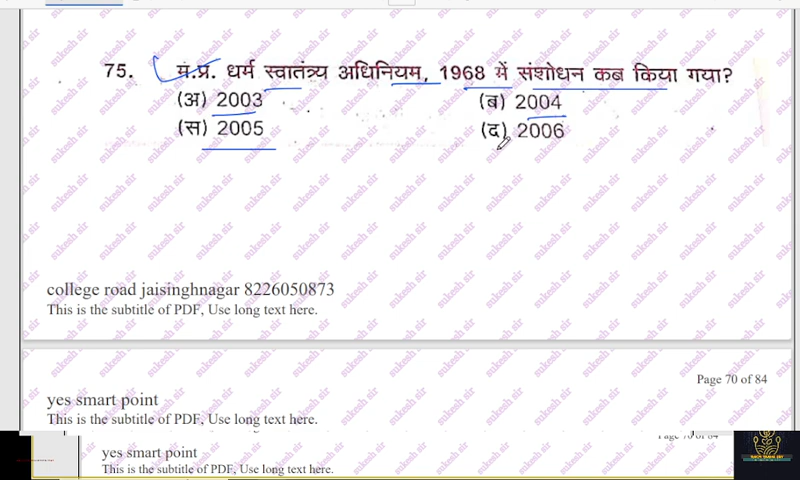 75. म.प्र. धर्म स्वातंत्र्य अधिनियम, 1968 में संशोधन कब किया गया?
(अ) 2003 (ब) 2004
(स) 2005 (द) 2006
college road jaisinghnagar 8226050873
This is the subtitle of PDF, Use long text here.
Page 70 of 84
yes smart point
This is the subtitle of PDF, Use long text here.
yes smart point
This is the subtitle of PDF, Use long text here.
sukesh sir